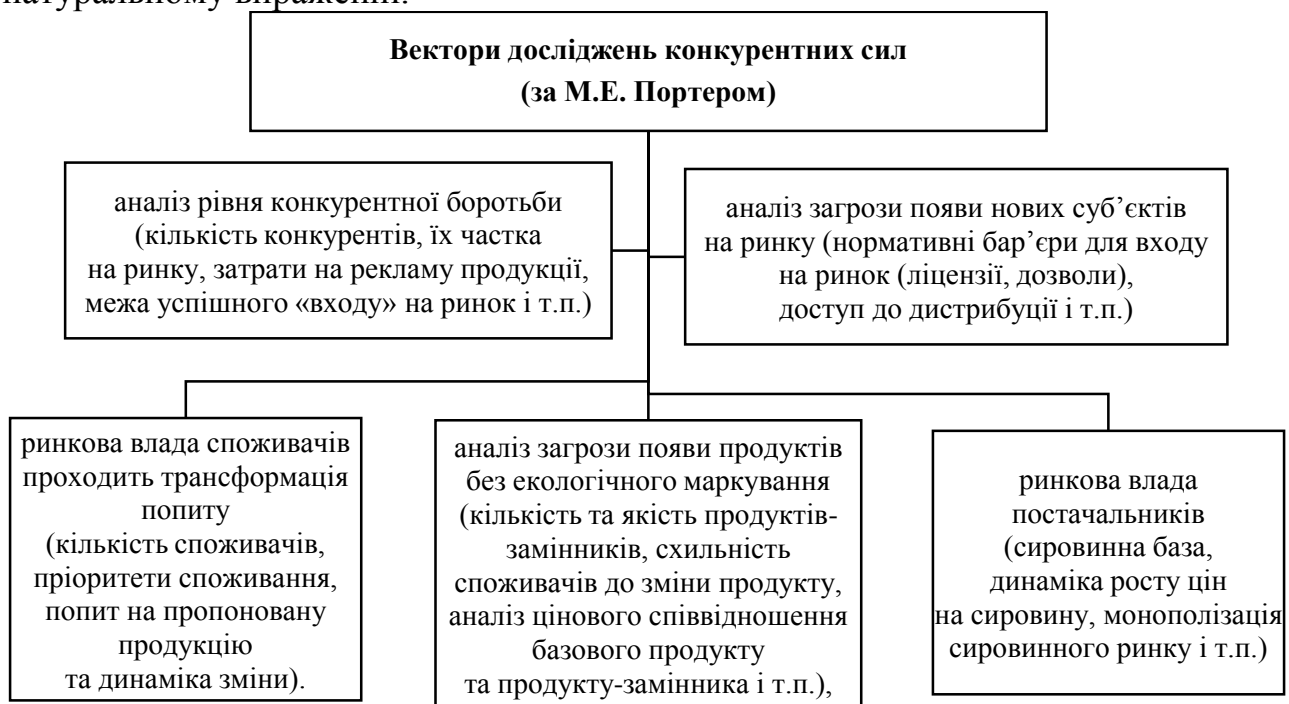 натуральному вираженні.
Вектори досліджень конкурентних сил
(за М.Е. Портером)
аналіз рівня конкурентної боротьби
(кількість конкурентів, їх частка
на ринку, затрати на рекламу продукції,
межа успішного «входу» на ринок і т.п.)
аналіз загрози появи нових суб’єктів
на ринку (нормативні бар’єри для входу
на ринок (ліцензії, дозволи),
доступ до дистрибуції і т.п.)
ринкова влада споживачів
проходить трансформація
попиту
(кількість споживачів,
пріоритети споживання,
попит на пропоновану
продукцію
та динаміка зміни).
аналіз загрози появи продуктів
без екологічного маркування
(кількість та якість продуктів-
замінників, схильність
споживачів до зміни продукту,
аналіз цінового співвідношення
базового продукту
та продукту-замінника і т.п.),
ринкова влада
постачальників
(сировинна база,
динаміка росту цін
на сировину, монополізація
сировинного ринку і т.п.)